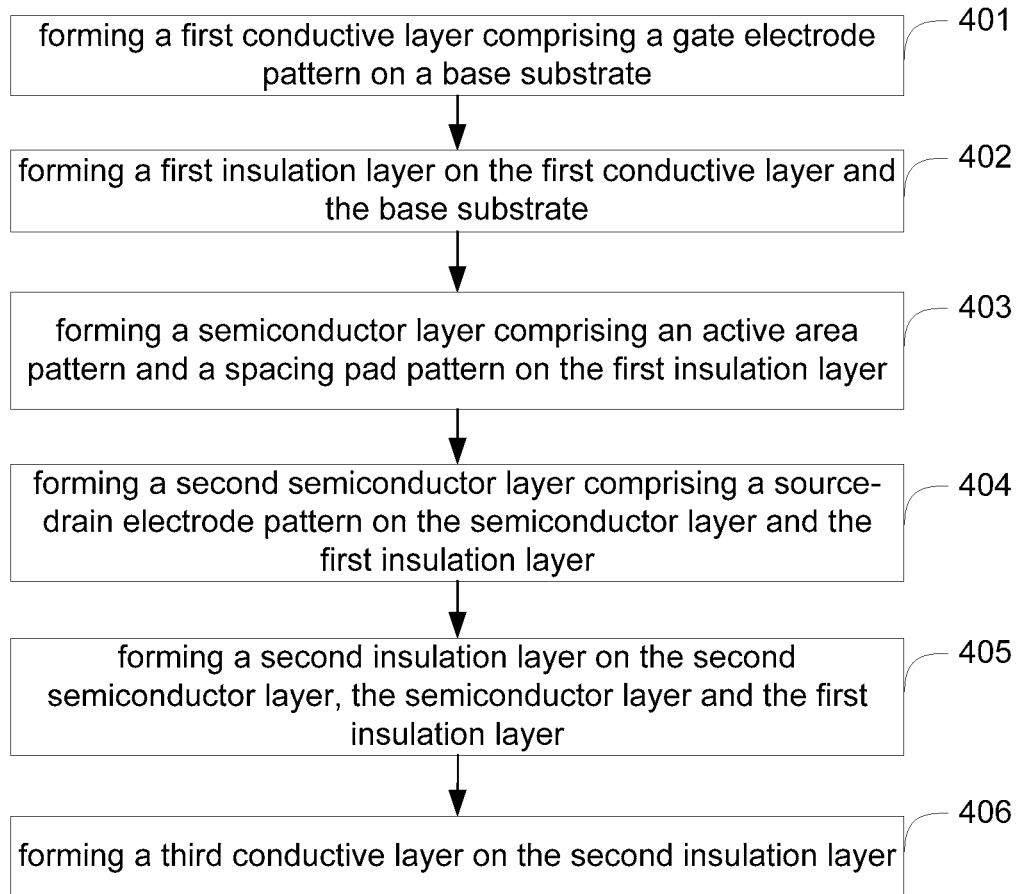 forming a first conductive layer comprising a gate electrode
pattern on a base substrate
401
forming a first insulation layer on the first conductive layer and
the base substrate
402
forming a semiconductor layer comprising an active area
pattern and a spacing pad pattern on the first insulation layer
403
forming a second semiconductor layer comprising a source-
drain electrode pattern on the semiconductor layer and the
first insulation layer
404
forming a second insulation layer on the second
semiconductor layer, the semiconductor layer and the first
insulation layer
405
forming a third conductive layer on the second insulation layer
406